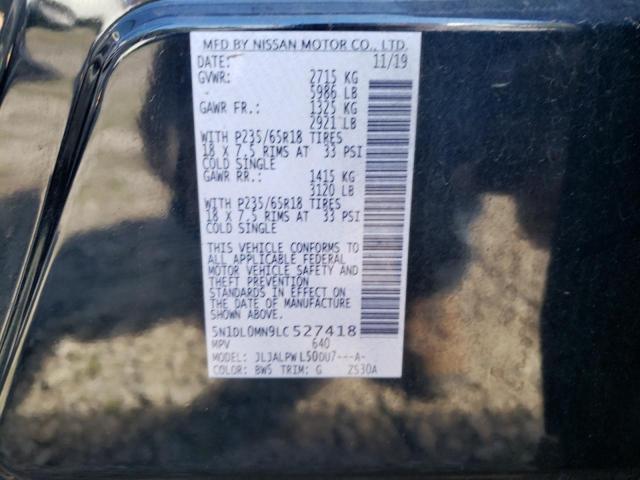 MFD BY NISSAN MOTOR CO., LTD.
DATE: 11/19
GVWR: 2715 KG
5986 LB
GAWR FR.: 1325 KG
2921 LB
WITH P235/65R18 TIRES
18 X 7.5 RIMS AT 33 PSI
COLD SINGLE
GAWR RR.: 1415 KG
3120 LB
WITH P235/65R18 TIRES
18 X 7.5 RIMS AT 33 PSI
COLD SINGLE
THIS VEHICLE CONFORMS TO
ALL APPLICABLE FEDERAL
MOTOR VEHICLE SAFETY AND
THEFT PREVENTION
STANDARDS IN EFFECT ON
THE DATE OF MANUFACTURE
SHOWN ABOVE.
5N1DL0MN9LC527418
MPV 640
MODEL: JLJALPWL50DU7---A-
COLOR: BW5 TRIM: G ZS30A